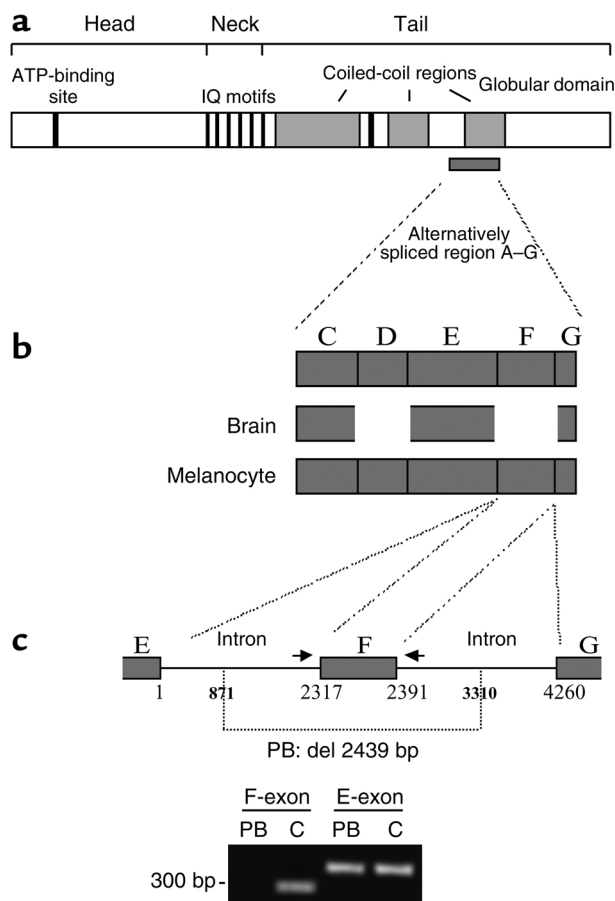 a
Head Neck Tail
ATP-binding
site
IQ motifs
Coiled-coil regions
Globular domain
Alternatively
spliced region A–G
b
C D E F G
Brain
Melanocyte
c
E Intron F Intron G
1 871 2317 2391 3310 4260
PB: del 2439 bp
F-exon E-exon
PB C PB C
300 bp-